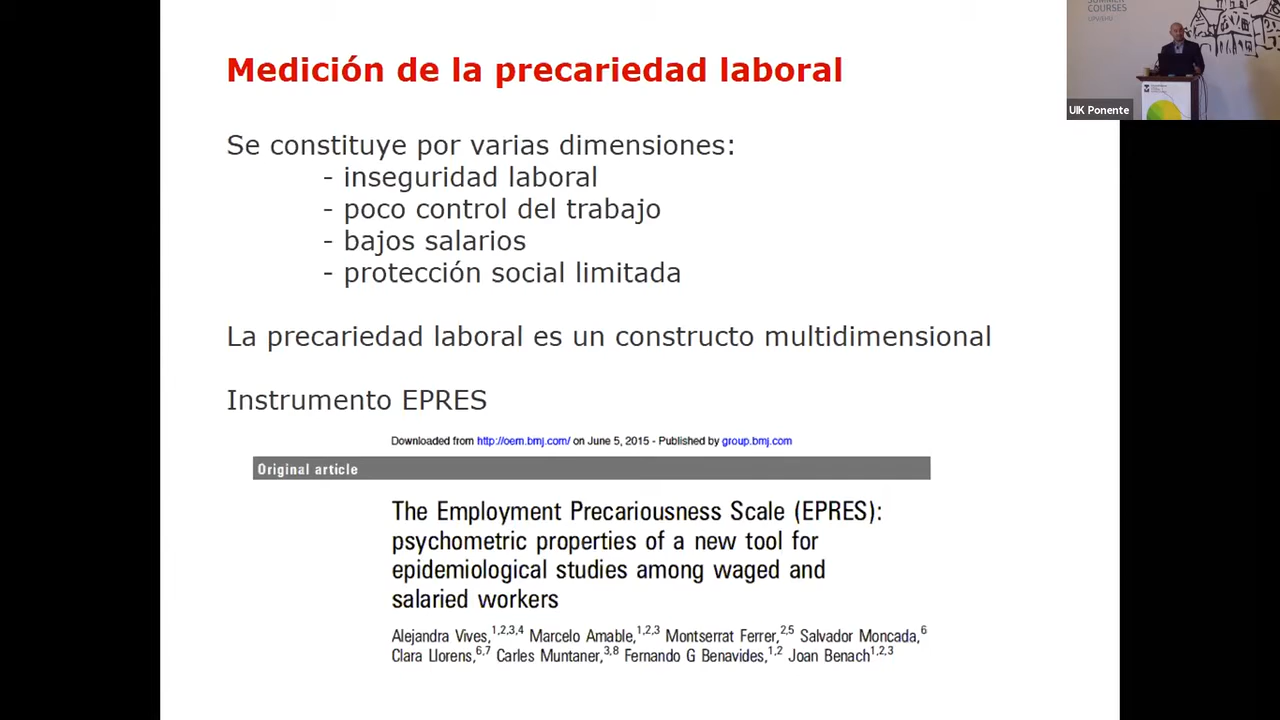 Medición de la precariedad laboral
Se constituye por varias dimensiones:
- inseguridad laboral
- poco control del trabajo
- bajos salarios
- protección social limitada
La precariedad laboral es un constructo multidimensional
Instrumento EPRES
Downloaded from http://oem.bmj.com/ on June 5, 2015 - Published by group.bmj.com
Original article
The Employment Precariousness Scale (EPRES):
psychometric properties of a new tool for
epidemiological studies among waged and
salaried workers
Alejandra Vives,1,2,3,4 Marcelo Amable,1,2,3 Montserrat Ferrer,2,5 Salvador Moncada,6
Clara Llorens,6,7 Carles Muntaner,3,8 Fernando G Benavides,1,2 Joan Benach1,2,3
COURSES
UPV/EHU
UIK Ponente